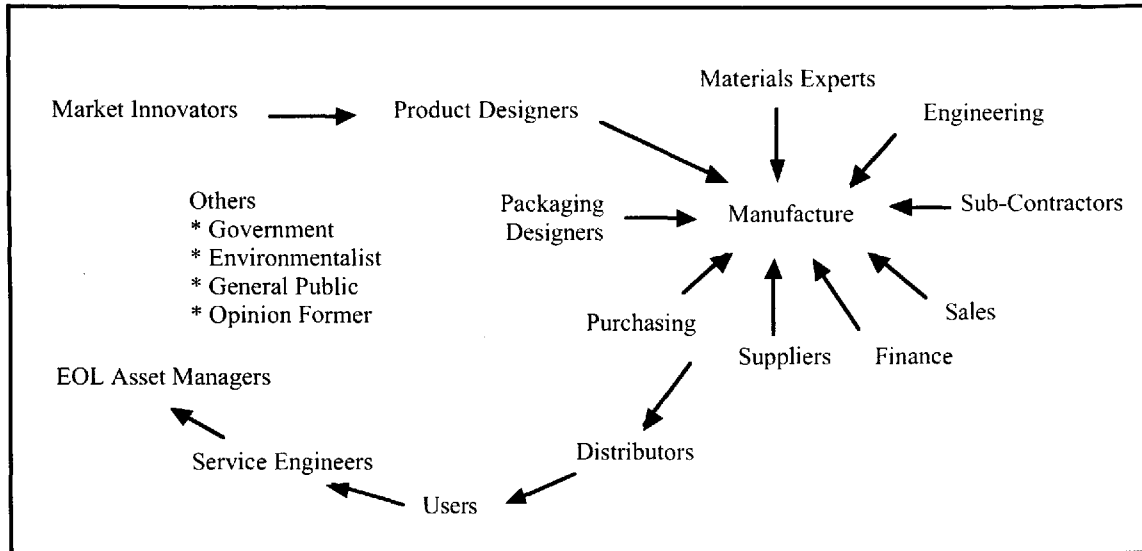 Materials Experts
Market Innovators
Product Designers
Engineering
Others
* Government
* Environmentalist
* General Public
* Opinion Former
Packaging
Designers
Manufacture
Sub-Contractors
Purchasing
Suppliers
Finance
Sales
EOL Asset Managers
Distributors
Service Engineers
Users